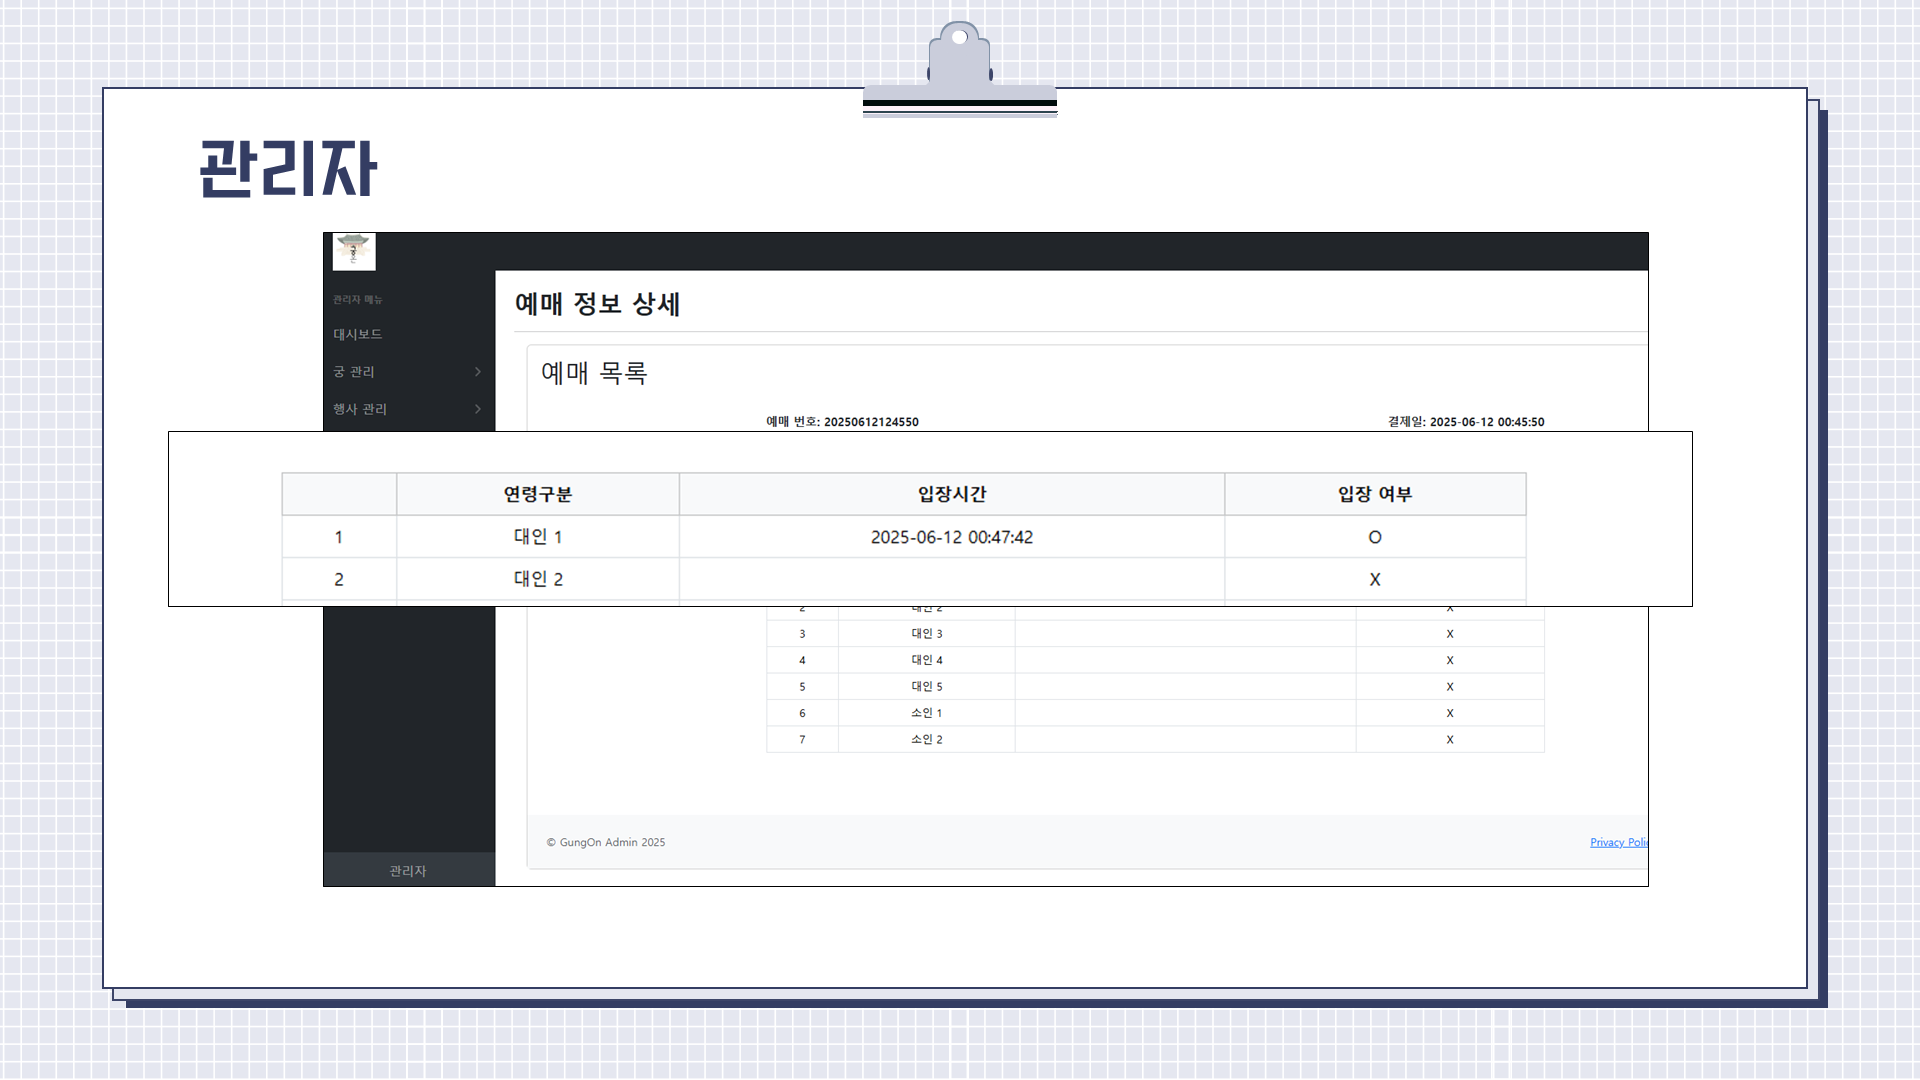 관리자
관리자 메뉴
대시보드
궁 관리
행사 관리
예매 정보 상세
예매 목록
예매 번호: 20250612124550 결제일: 2025-06-12 00:45:50
연령구분 입장시간 입장 여부
1 대인 1 2025-06-12 00:47:42 O
2 대인 2 X
2 대인 2 X
3 대인 3 X
4 대인 4 X
5 대인 5 X
6 소인 1 X
7 소인 2 X
© GungOn Admin 2025 Privacy
관리자